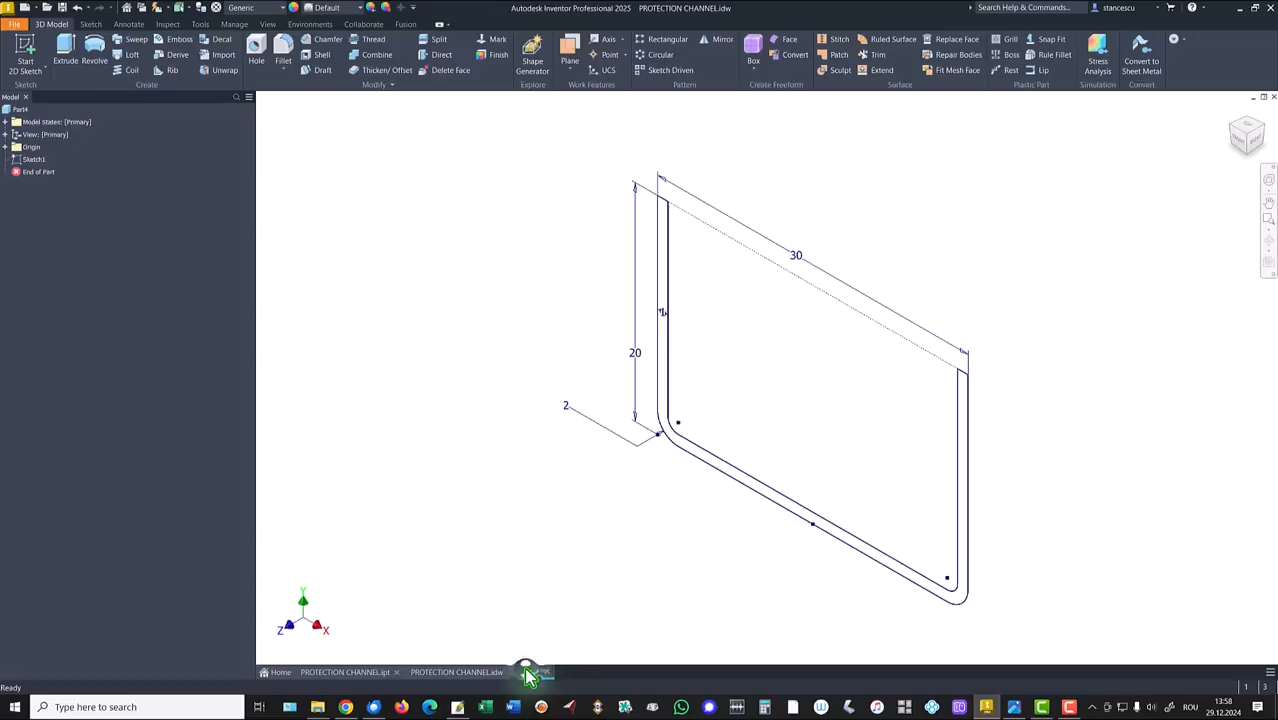 Generic
Default
Autodesk Inventor Professional 2025
PROTECTION CHANNEL.idw
Search Help & Commands...
stancescu
File
3D Model
Sketch
Annotate
Inspect
Tools
Manage
View
Environments
Collaborate
Fusion
Start
2D Sketch
Extrude
Revolve
Sweep
Loft
Coil
Emboss
Derive
Rib
Decal
Import
Unwrap
Hole
Fillet
Chamfer
Shell
Draft
Thread
Combine
Thicken/ Offset
Split
Direct
Delete Face
Mark
Finish
Shape
Generator
Plane
Axis
Point
UCS
Rectangular
Circular
Sketch Driven
Mirror
Box
Face
Convert
Stitch
Patch
Sculpt
Ruled Surface
Trim
Extend
Replace Face
Repair Bodies
Fit Mesh Face
Grill
Boss
Rest
Snap Fit
Rule Fillet
Lip
Stress
Analysis
Convert to
Sheet Metal
Sketch
Create
Modify
Explore
Work Features
Pattern
Create Freeform
Surface
Plastic Part
Simulation
Convert
Model
Part4
Model States: [Primary]
View: [Primary]
Origin
Sketch1
End of Part
30
1
20
2
Y
Z
X
Home
PROTECTION CHANNEL.ipt
PROTECTION CHANNEL.idw
Ready
1
3
Type here to search
ROU
13:58
29.12.2024